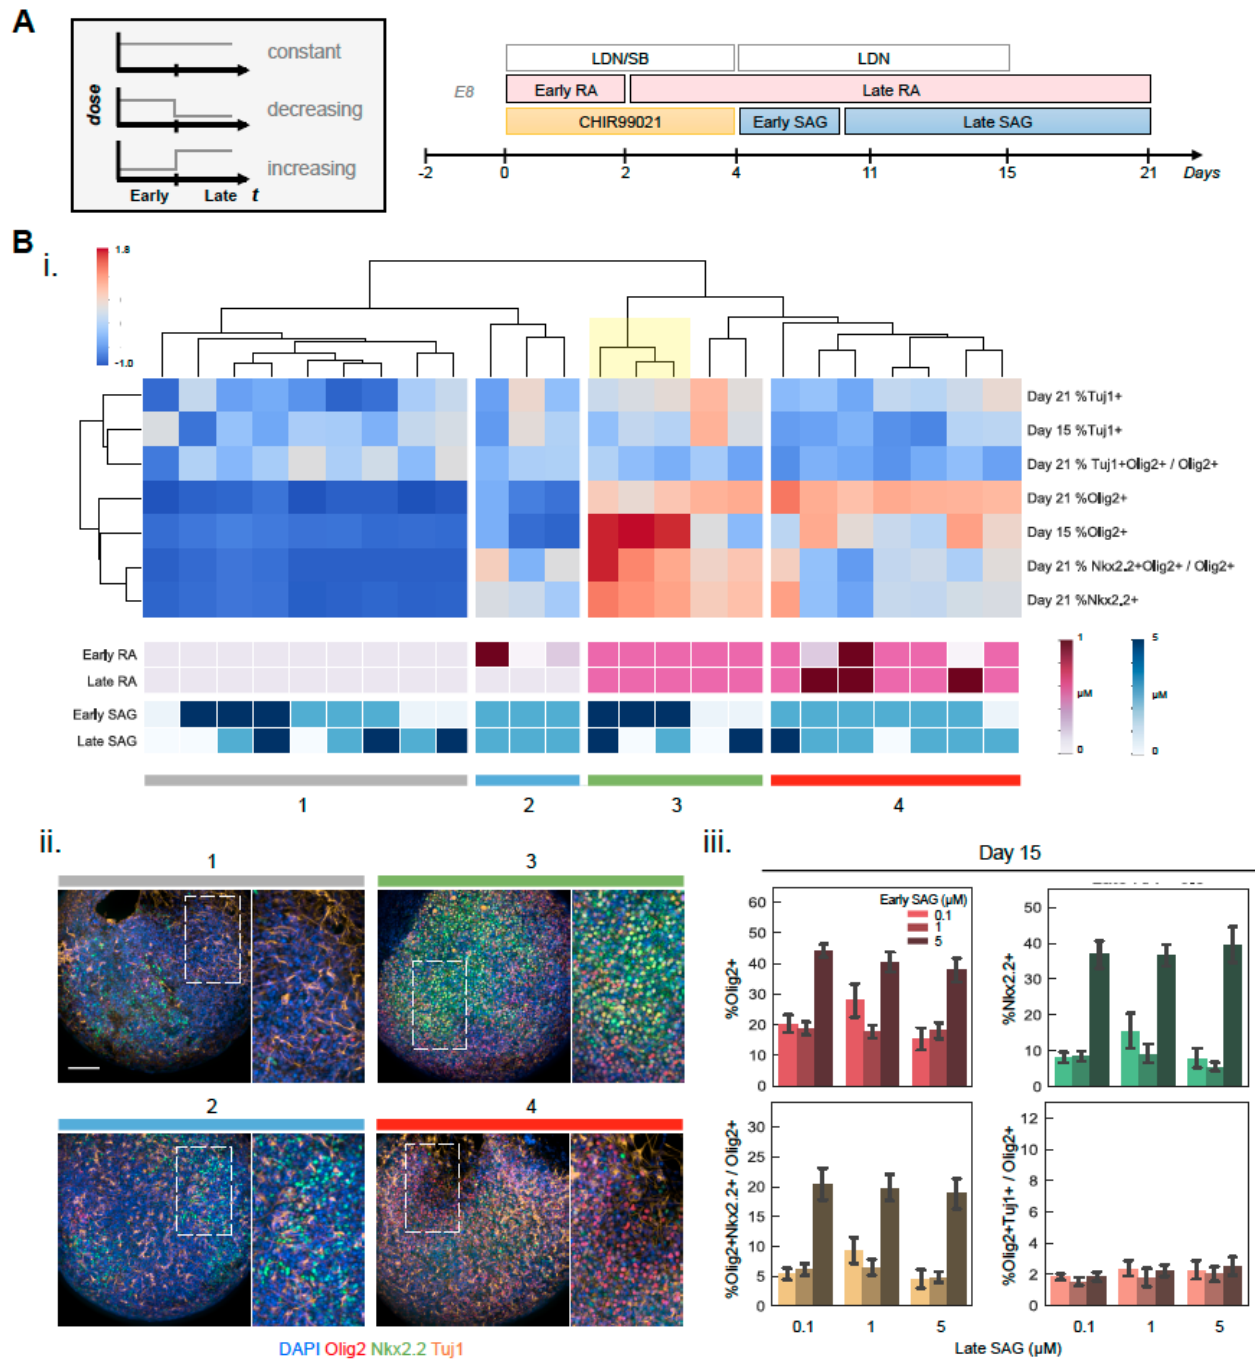 A
dose
constant
decreasing
increasing
Early Late t
LDN/SB LDN
E8 Early RA Late RA
CHIR99021 Early SAG Late SAG
-2 0 2 4 11 15 21 Days
B
i.
1.8
-1.0
Day 21 %Tuj1+
Day 15 %Tuj1+
Day 21 % Tuj1+Olig2+ / Olig2+
Day 21 %Olig2+
Day 15 %Olig2+
Day 21 % Nkx2.2+Olig2+ / Olig2+
Day 21 %Nkx2.2+
Early RA
Late RA
Early SAG
Late SAG
1 5
µM µM
0 0
1 2 3 4
ii.
1 3
2 4
DAPI Olig2 Nkx2.2 Tuj1
iii.
Day 15
Early SAG (µM)
0.1
1
5
%Olig2+
60
50
40
30
20
10
0
%Nkx2.2+
50
40
30
20
10
0
%Olig2+Nkx2.2+ / Olig2+
30
25
20
15
10
5
0
%Olig2+Tuj1+ / Olig2+
12
10
8
6
4
2
0
0.1 1 5 0.1 1 5
Late SAG (µM)